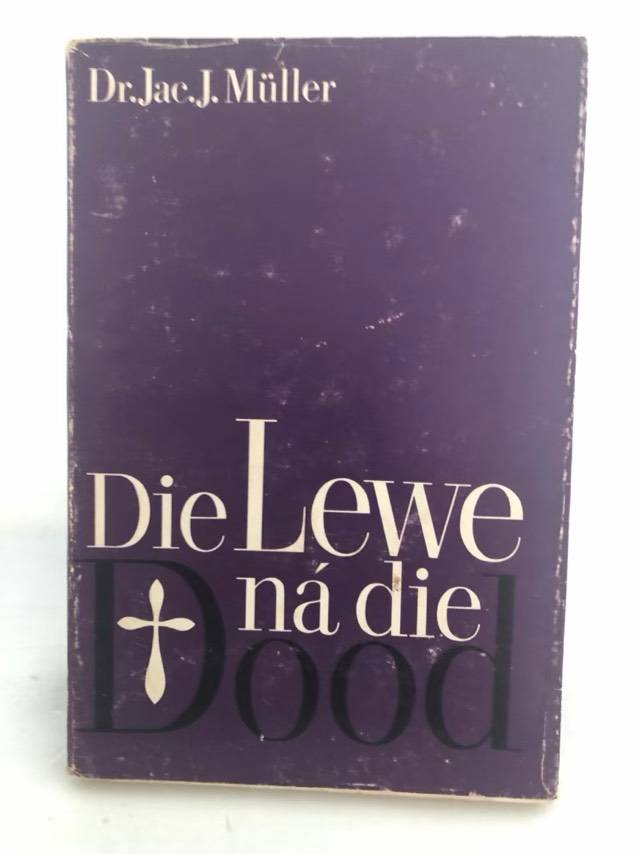 Dr. Jac. J. Müller
Die Lewe
ná die
Dood